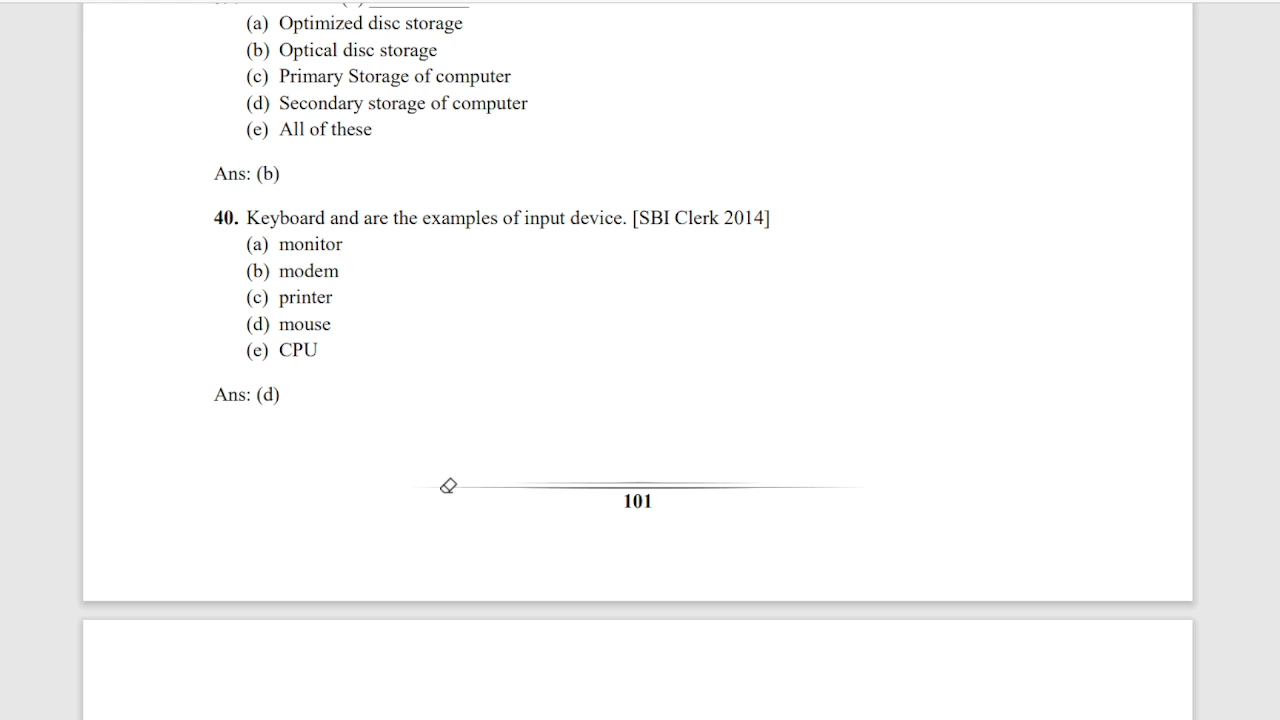 (a) Optimized disc storage
(b) Optical disc storage
(c) Primary Storage of computer
(d) Secondary storage of computer
(e) All of these
Ans: (b)
40. Keyboard and are the examples of input device. [SBI Clerk 2014]
(a) monitor
(b) modem
(c) printer
(d) mouse
(e) CPU
Ans: (d)
101